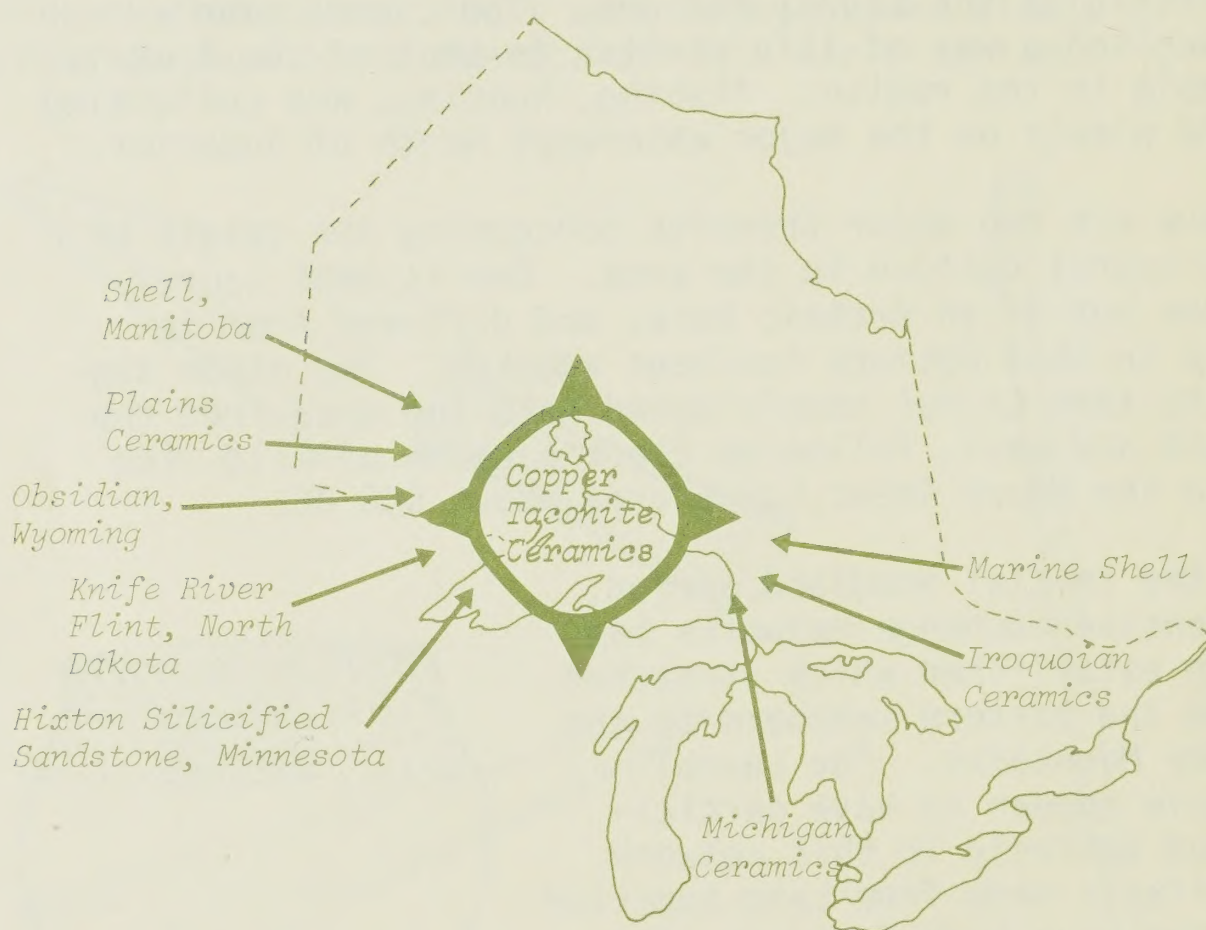 Shell,
Manitoba
Plains
Ceramics
Obsidian,
Wyoming
Knife River
Flint, North
Dakota
Hixton Silicified
Sandstone, Minnesota
Copper
Taconite
Ceramics
Marine Shell
Iroquoiān
Ceramics
Michigan
Ceramics